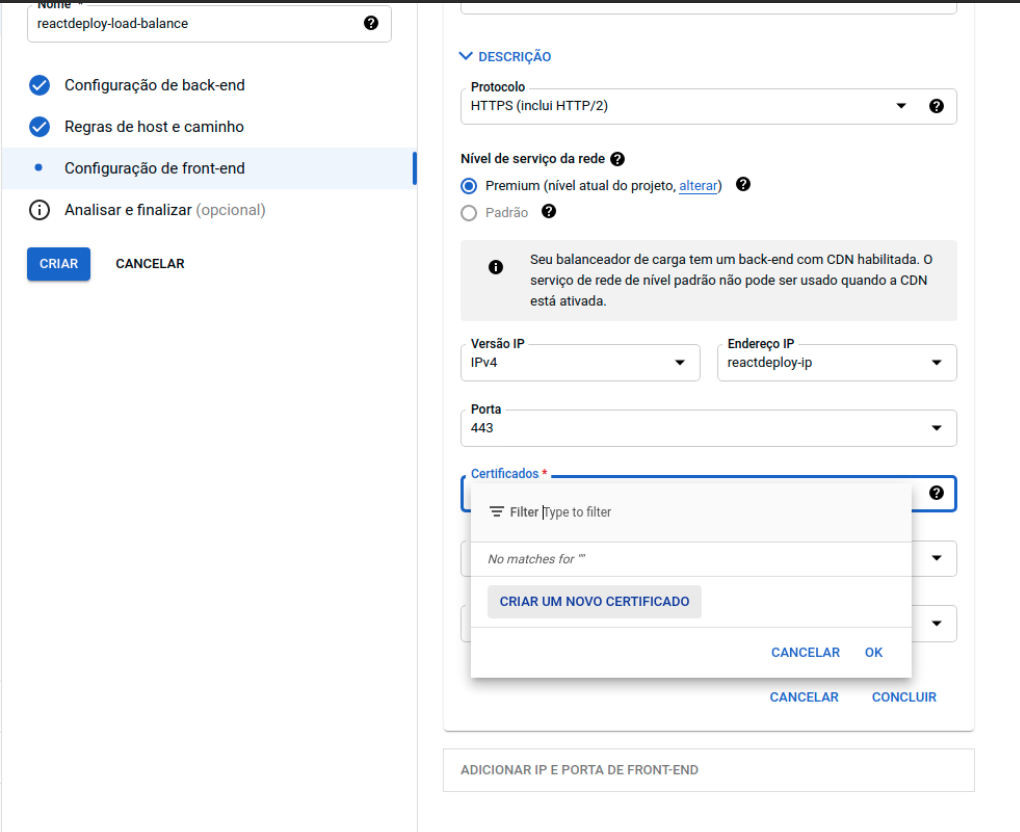 Nome *
reactdeploy-load-balance
Configuração de back-end
Regras de host e caminho
Configuração de front-end
Analisar e finalizar (opcional)
CRIAR
CANCELAR
DESCRIÇÃO
Protocolo
HTTPS (inclui HTTP/2)
Nível de serviço da rede
Premium (nível atual do projeto, alterar)
Padrão
Seu balanceador de carga tem um back-end com CDN habilitada. O
serviço de rede de nível padrão não pode ser usado quando a CDN
está ativada.
Versão IP
IPv4
Endereço IP
reactdeploy-ip
Porta
443
Certificados *
Filter Type to filter
No matches for ""
CRIAR UM NOVO CERTIFICADO
CANCELAR
OK
CANCELAR
CONCLUIR
ADICIONAR IP E PORTA DE FRONT-END